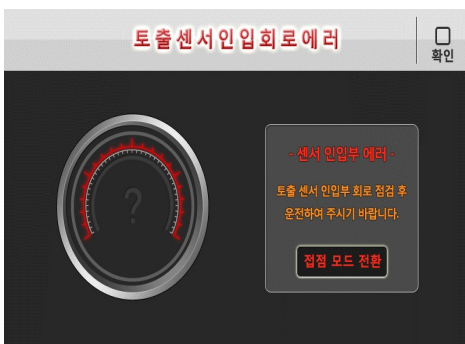 토출센서인입회로에러
확인
- 센서 인입부 에러 -
토출 센서 인입부 회로 점검 후
운전하여 주시기 바랍니다.
접점 모드 전환
?